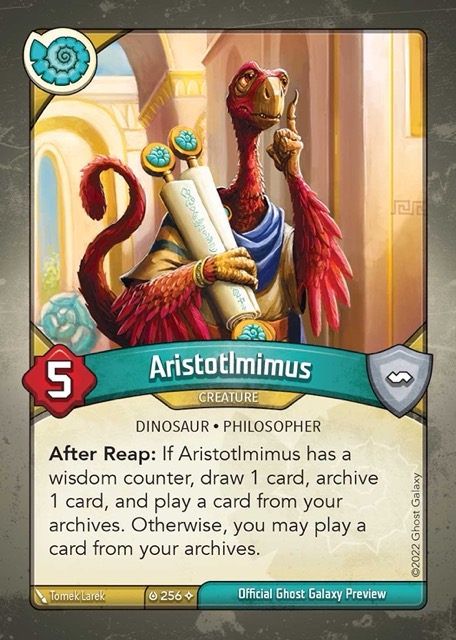 5
Aristotlmimus
CREATURE
DINOSAUR • PHILOSOPHER
After Reap: If Aristotlmimus has a
wisdom counter, draw 1 card, archive
1 card, and play a card from your
archives. Otherwise, you may play a
card from your archives.
©2022 Ghost Galaxy
Tomek Larek
256
Official Ghost Galaxy Preview